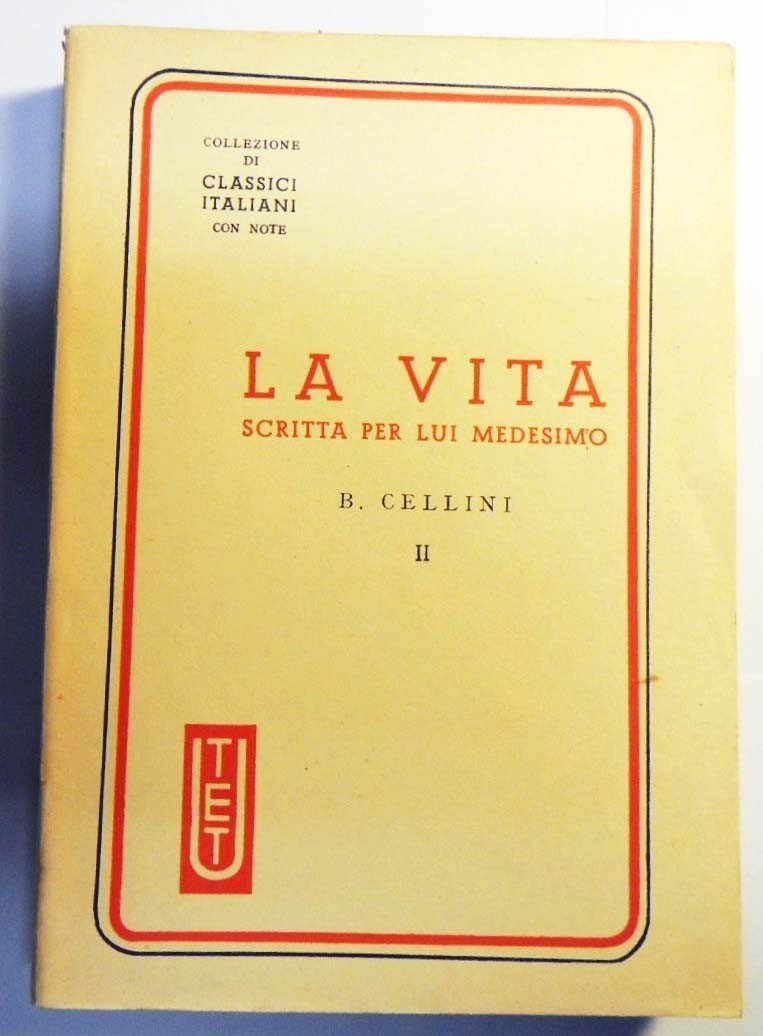 COLLEZIONE
DI
CLASSICI
ITALIANI
CON NOTE
LA VITA
SCRITTA PER LUI MEDESIMO
B. CELLINI
II
UTET